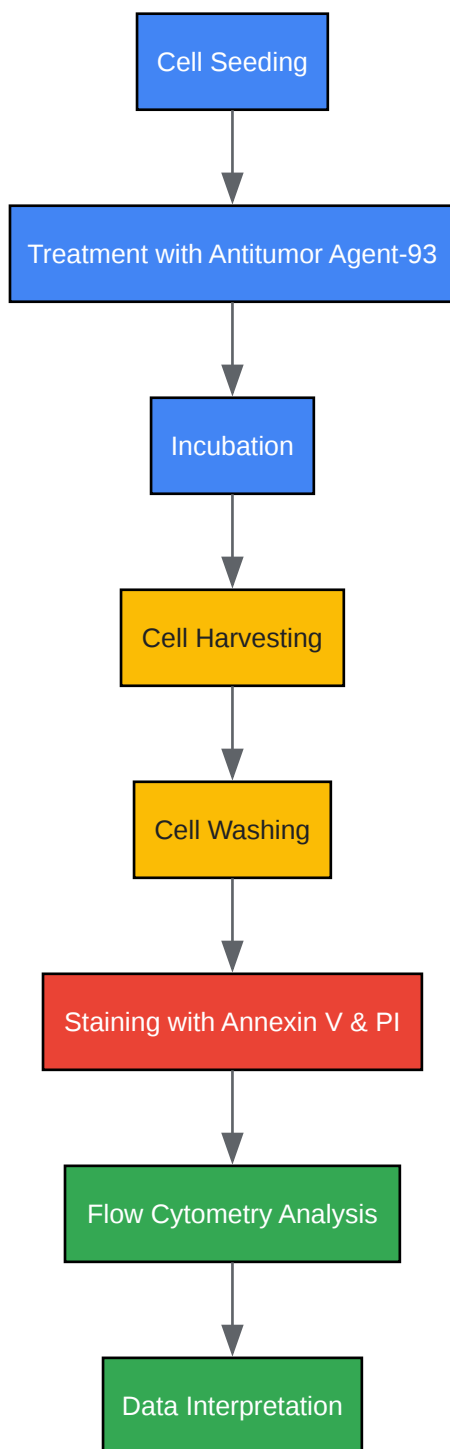 Cell Seeding
Treatment with Antitumor Agent-93
Incubation
Cell Harvesting
Cell Washing
Staining with Annexin V & PI
Flow Cytometry Analysis
Data Interpretation